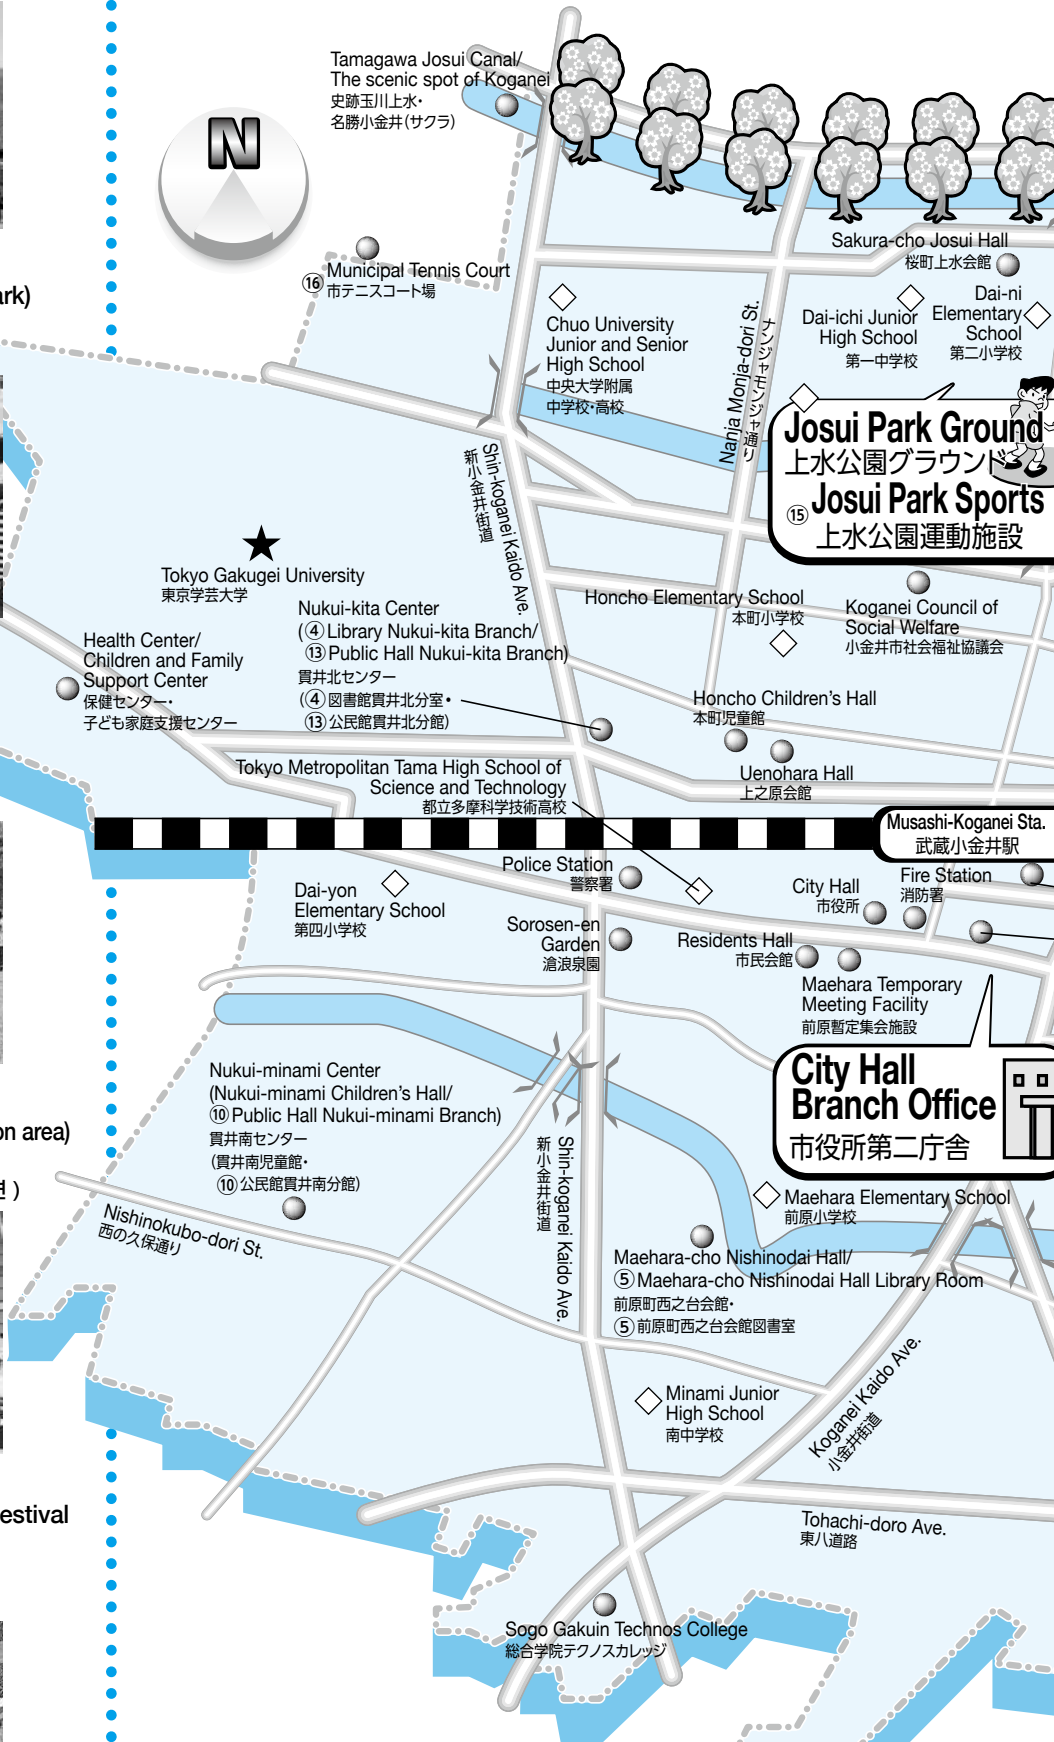 Tamagawa Josui Canal/
The scenic spot of Koganei
史跡玉川上水・
名勝小金井(サクラ)
N
Sakura-cho Josui Hall
桜町上水会館
⑯ Municipal Tennis Court
市テニスコート場
ark)
Chuo University
Junior and Senior
High School
中央大学附属
中学校・高校
Nanja Monja-dori St.
ナンジャモンジャ通り
Dai-ichi Junior
High School
第一中学校
Dai-ni
Elementary
School
第二小学校
Josui Park Ground
上水公園グラウンド
⑮ Josui Park Sports
上水公園運動施設
Shin-koganei Kaido Ave.
新小金井街道
Tokyo Gakugei University
東京学芸大学
Nukui-kita Center
(④ Library Nukui-kita Branch/
⑬ Public Hall Nukui-kita Branch)
貫井北センター
(④ 図書館貫井北分室・
⑬ 公民館貫井北分館)
Honcho Elementary School
本町小学校
Koganei Council of
Social Welfare
小金井市社会福祉協議会
Health Center/
Children and Family
Support Center
保健センター・
子ども家庭支援センター
Honcho Children's Hall
本町児童館
Uenohara Hall
上之原会館
Tokyo Metropolitan Tama High School of
Science and Technology
都立多摩科学技術高校
Musashi-Koganei Sta.
武蔵小金井駅
Police Station
警察署
Dai-yon
Elementary School
第四小学校
City Hall
市役所
Fire Station
消防署
Sorosen-en
Garden
滄浪泉園
Residents Hall
市民会館
Maehara Temporary
Meeting Facility
前原暫定集会施設
City Hall
Branch Office
市役所第二庁舎
Nukui-minami Center
(Nukui-minami Children's Hall/
⑩ Public Hall Nukui-minami Branch)
貫井南センター
(貫井南児童館・
⑩ 公民館貫井南分館)
on area)
Shin-koganei Kaido Ave.
新小金井街道
Nishinokubo-dori St.
西の久保通り
Maehara Elementary School
前原小学校
Maehara-cho Nishinodai Hall/
⑤ Maehara-cho Nishinodai Hall Library Room
前原町西之台会館・
⑤ 前原町西之台会館図書室
Koganei Kaido Ave.
小金井街道
Minami Junior
High School
南中学校
estival
Tohachi-doro Ave.
東八道路
Sogo Gakuin Technos College
総合学院テクノスカレッジ